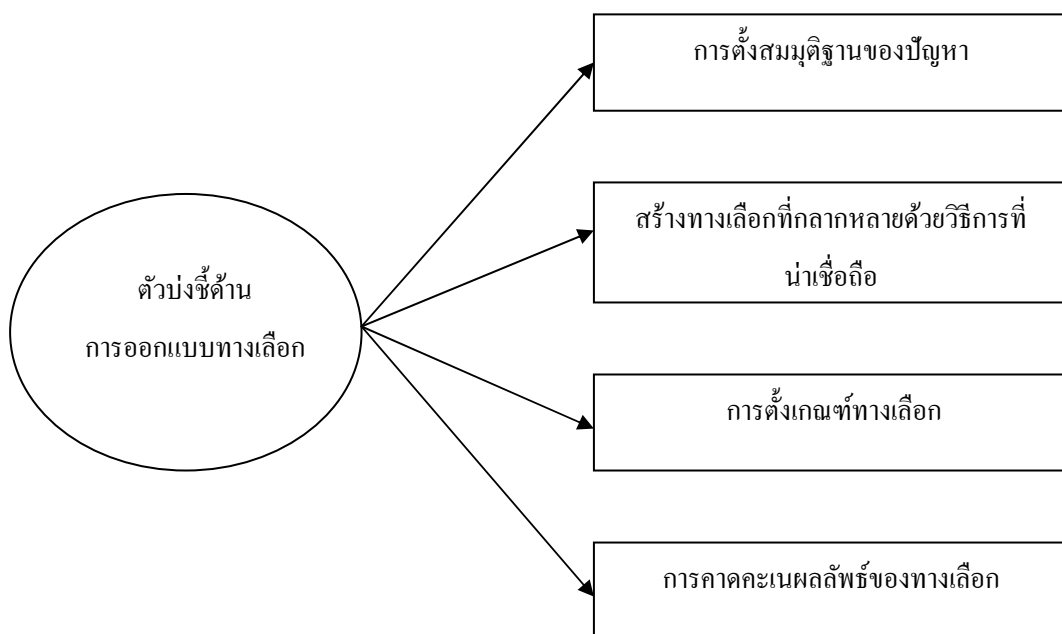 การตั้งสมมุติฐานของปัญหา
สร้างทางเลือกที่กลากหลายด้วยวิธีการที่
น่าเชื่อถือ
ตัวบ่งชี้ด้าน
การออกแบบทางเลือก
การตั้งเกณฑ์ทางเลือก
การคาดคะเนผลลัพธ์ของทางเลือก